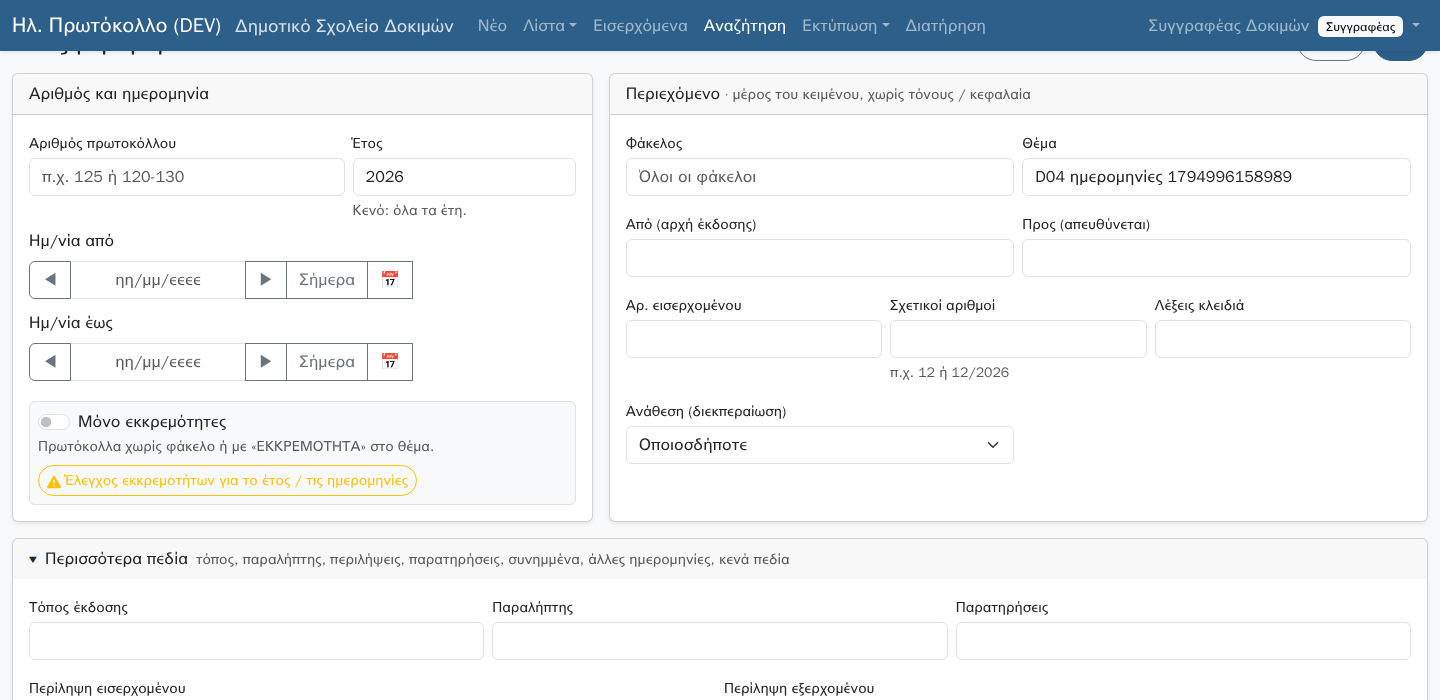 Ηλ. Πρωτόκολλο (DEV) Δημοτικό Σχολείο Δοκιμών Νέο Λίστα Εισερχόμενα Αναζήτηση Εκτύπωση Διατήρηση Συγγραφέας Δοκιμών Συγγραφέας
Αριθμός και ημερομηνία
Αριθμός πρωτοκόλλου Έτος
π.χ. 125 ή 120-130 2026
Κενό: όλα τα έτη.
Ημ/νία από
◀ ηη/μμ/εεεε ▶ Σήμερα
Ημ/νία έως
◀ ηη/μμ/εεεε ▶ Σήμερα
Μόνο εκκρεμότητες
Πρωτόκολλα χωρίς φάκελο ή με «ΕΚΚΡΕΜΟΤΗΤΑ» στο θέμα.
Έλεγχος εκκρεμοτήτων για το έτος / τις ημερομηνίες
Περιεχόμενο · μέρος του κειμένου, χωρίς τόνους / κεφαλαία
Φάκελος Θέμα
Όλοι οι φάκελοι D04 ημερομηνίες 1794996158989
Από (αρχή έκδοσης) Προς (απευθύνεται)
Αρ. εισερχομένου Σχετικοί αριθμοί Λέξεις κλειδιά
π.χ. 12 ή 12/2026
Ανάθεση (διεκπεραίωση)
Οποιοσδήποτε
▾ Περισσότερα πεδία τόπος, παραλήπτης, περιλήψεις, παρατηρήσεις, συνημμένα, άλλες ημερομηνίες, κενά πεδία
Τόπος έκδοσης Παραλήπτης Παρατηρήσεις
Περίληψη εισερχομένου Περίληψη εξερχομένου